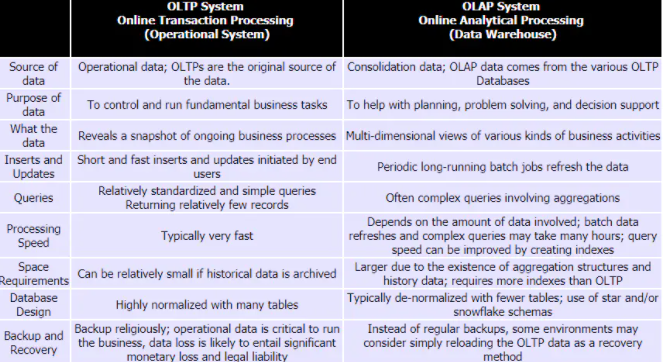 OLTP System
Online Transaction Processing
(Operational System)
OLAP System
Online Analytical Processing
(Data Warehouse)
Source of
data
Operational data; OLTPs are the original source of
the data.
Consolidation data; OLAP data comes from the various OLTP
Databases
Purpose of
data
To control and run fundamental business tasks
To help with planning, problem solving, and decision support
What the
data
Reveals a snapshot of ongoing business processes
Multi-dimensional views of various kinds of business activities
Inserts and
Updates
Short and fast inserts and updates initiated by end
users
Periodic long-running batch jobs refresh the data
Queries
Relatively standardized and simple queries
Returning relatively few records
Often complex queries involving aggregations
Processing
Speed
Typically very fast
Depends on the amount of data involved; batch data
refreshes and complex queries may take many hours; query
speed can be improved by creating indexes
Space
Requirements
Can be relatively small if historical data is archived
Larger due to the existence of aggregation structures and
history data; requires more indexes than OLTP
Database
Design
Highly normalized with many tables
Typically de-normalized with fewer tables; use of star and/or
snowflake schemas
Backup and
Recovery
Backup religiously; operational data is critical to run
the business, data loss is likely to entail significant
monetary loss and legal liability
Instead of regular backups, some environments may
consider simply reloading the OLTP data as a recovery
method